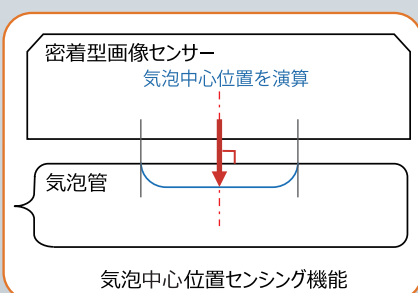 密着型画像センサー
気泡中心位置を演算
気泡管
気泡中心位置センシング機能